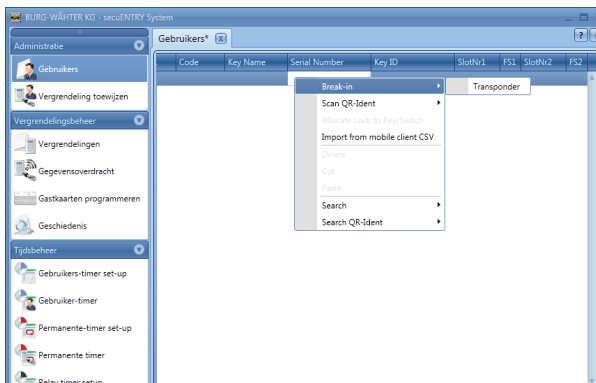 BURG-WÄHTER KG - secuENTRY System
Administratie
Gebruikers
Vergrendeling toewijzen
Vergrendelingsbeheer
Vergrendelingen
Gegevensoverdracht
Gastkaarten programmeren
Geschiedenis
Tijdsbeheer
Gebruikers-timer set-up
Gebruiker-timer
Permanente-timer set-up
Permanente timer
Relay timer setup
Gebruikers*
?
Code Key Name Serial Number Key ID SlotNr1 FS1 SlotNr2 FS2
Break-in
Transponder
Scan QR-Ident
Allocate Lock to Key/Switch
Import from mobile client CSV
Delete
Cut
Paste
Search
Search QR-Ident